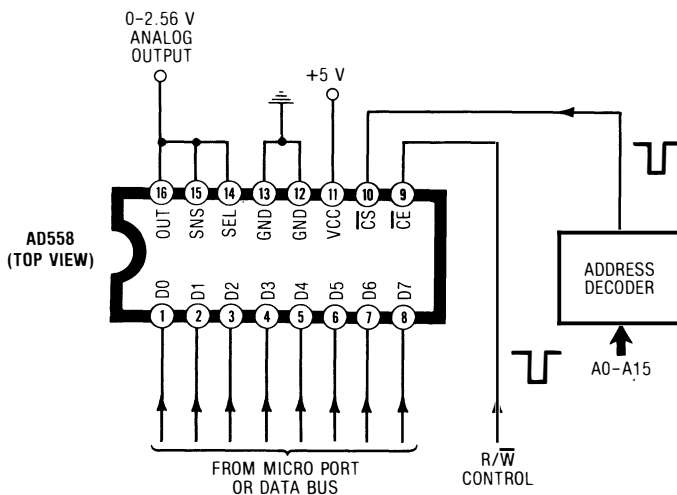 0-2.56 V
ANALOG
OUTPUT
+5 V
16 15 14 13 12 11 10 9
OUT SNS SEL GND GND VCC C̅S̅ C̅E̅
AD558
(TOP VIEW)
D0 D1 D2 D3 D4 D5 D6 D7
1 2 3 4 5 6 7 8
ADDRESS
DECODER
A0-A15
FROM MICRO PORT
OR DATA BUS
R/W̅
CONTROL